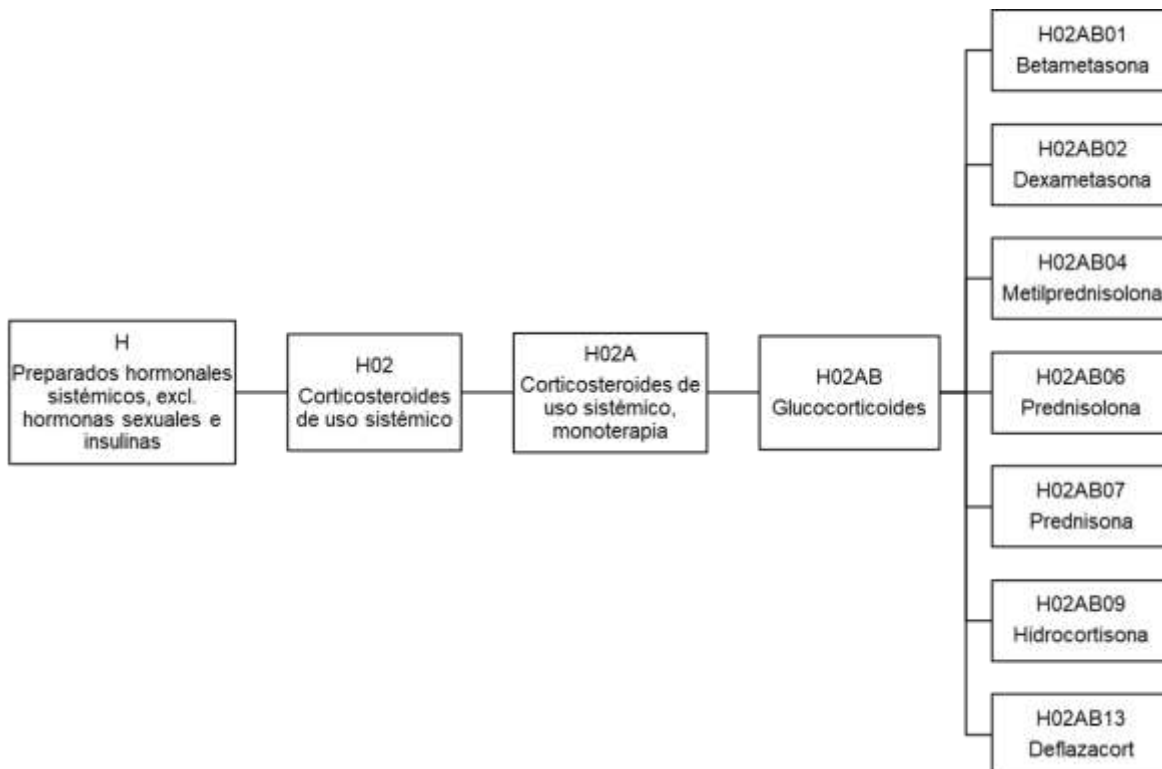 H
Preparados hormonales
sistémicos, excl.
hormonas sexuales e
insulinas
H02
Corticosteroides
de uso sistémico
H02A
Corticosteroides de
uso sistémico,
monoterapia
H02AB
Glucocorticoides
H02AB01
Betametasona
H02AB02
Dexametasona
H02AB04
Metilprednisolona
H02AB06
Prednisolona
H02AB07
Prednisona
H02AB09
Hidrocortisona
H02AB13
Deflazacort